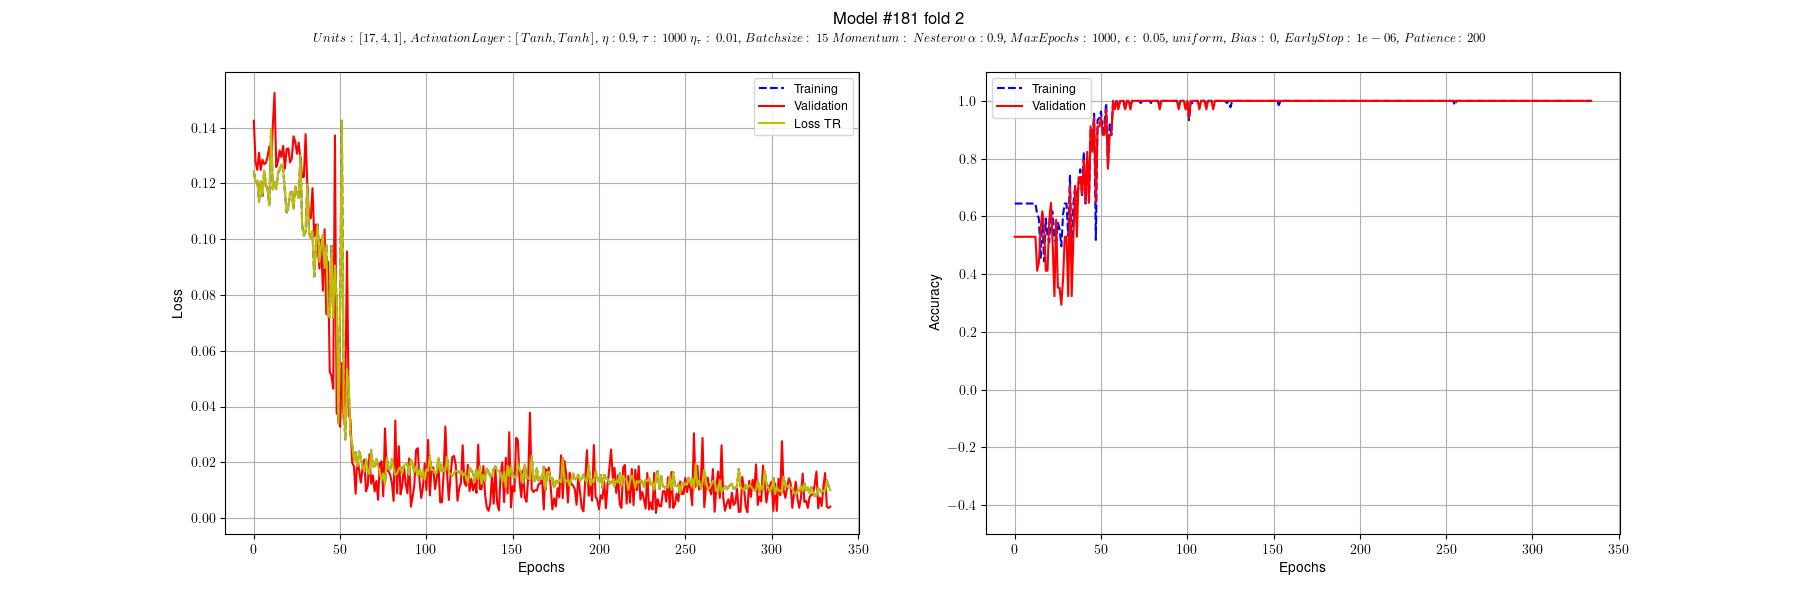 Model #181 fold 2
Units : [17, 4, 1], ActivationLayer : [Tanh, Tanh], η : 0.9, τ : 1000 ητ : 0.01, Batchsize : 15 Momentum : Nesterov α : 0.9, MaxEpochs : 1000, ϵ : 0.05, uniform, Bias : 0, EarlyStop : 1e − 06, Patience : 200
Loss
0.14
0.12
0.10
0.08
0.06
0.04
0.02
0.00
0 50 100 150 200 250 300 350
Epochs
Training
Validation
Loss TR
Accuracy
1.0
0.8
0.6
0.4
0.2
0.0
−0.2
−0.4
0 50 100 150 200 250 300 350
Epochs
Training
Validation